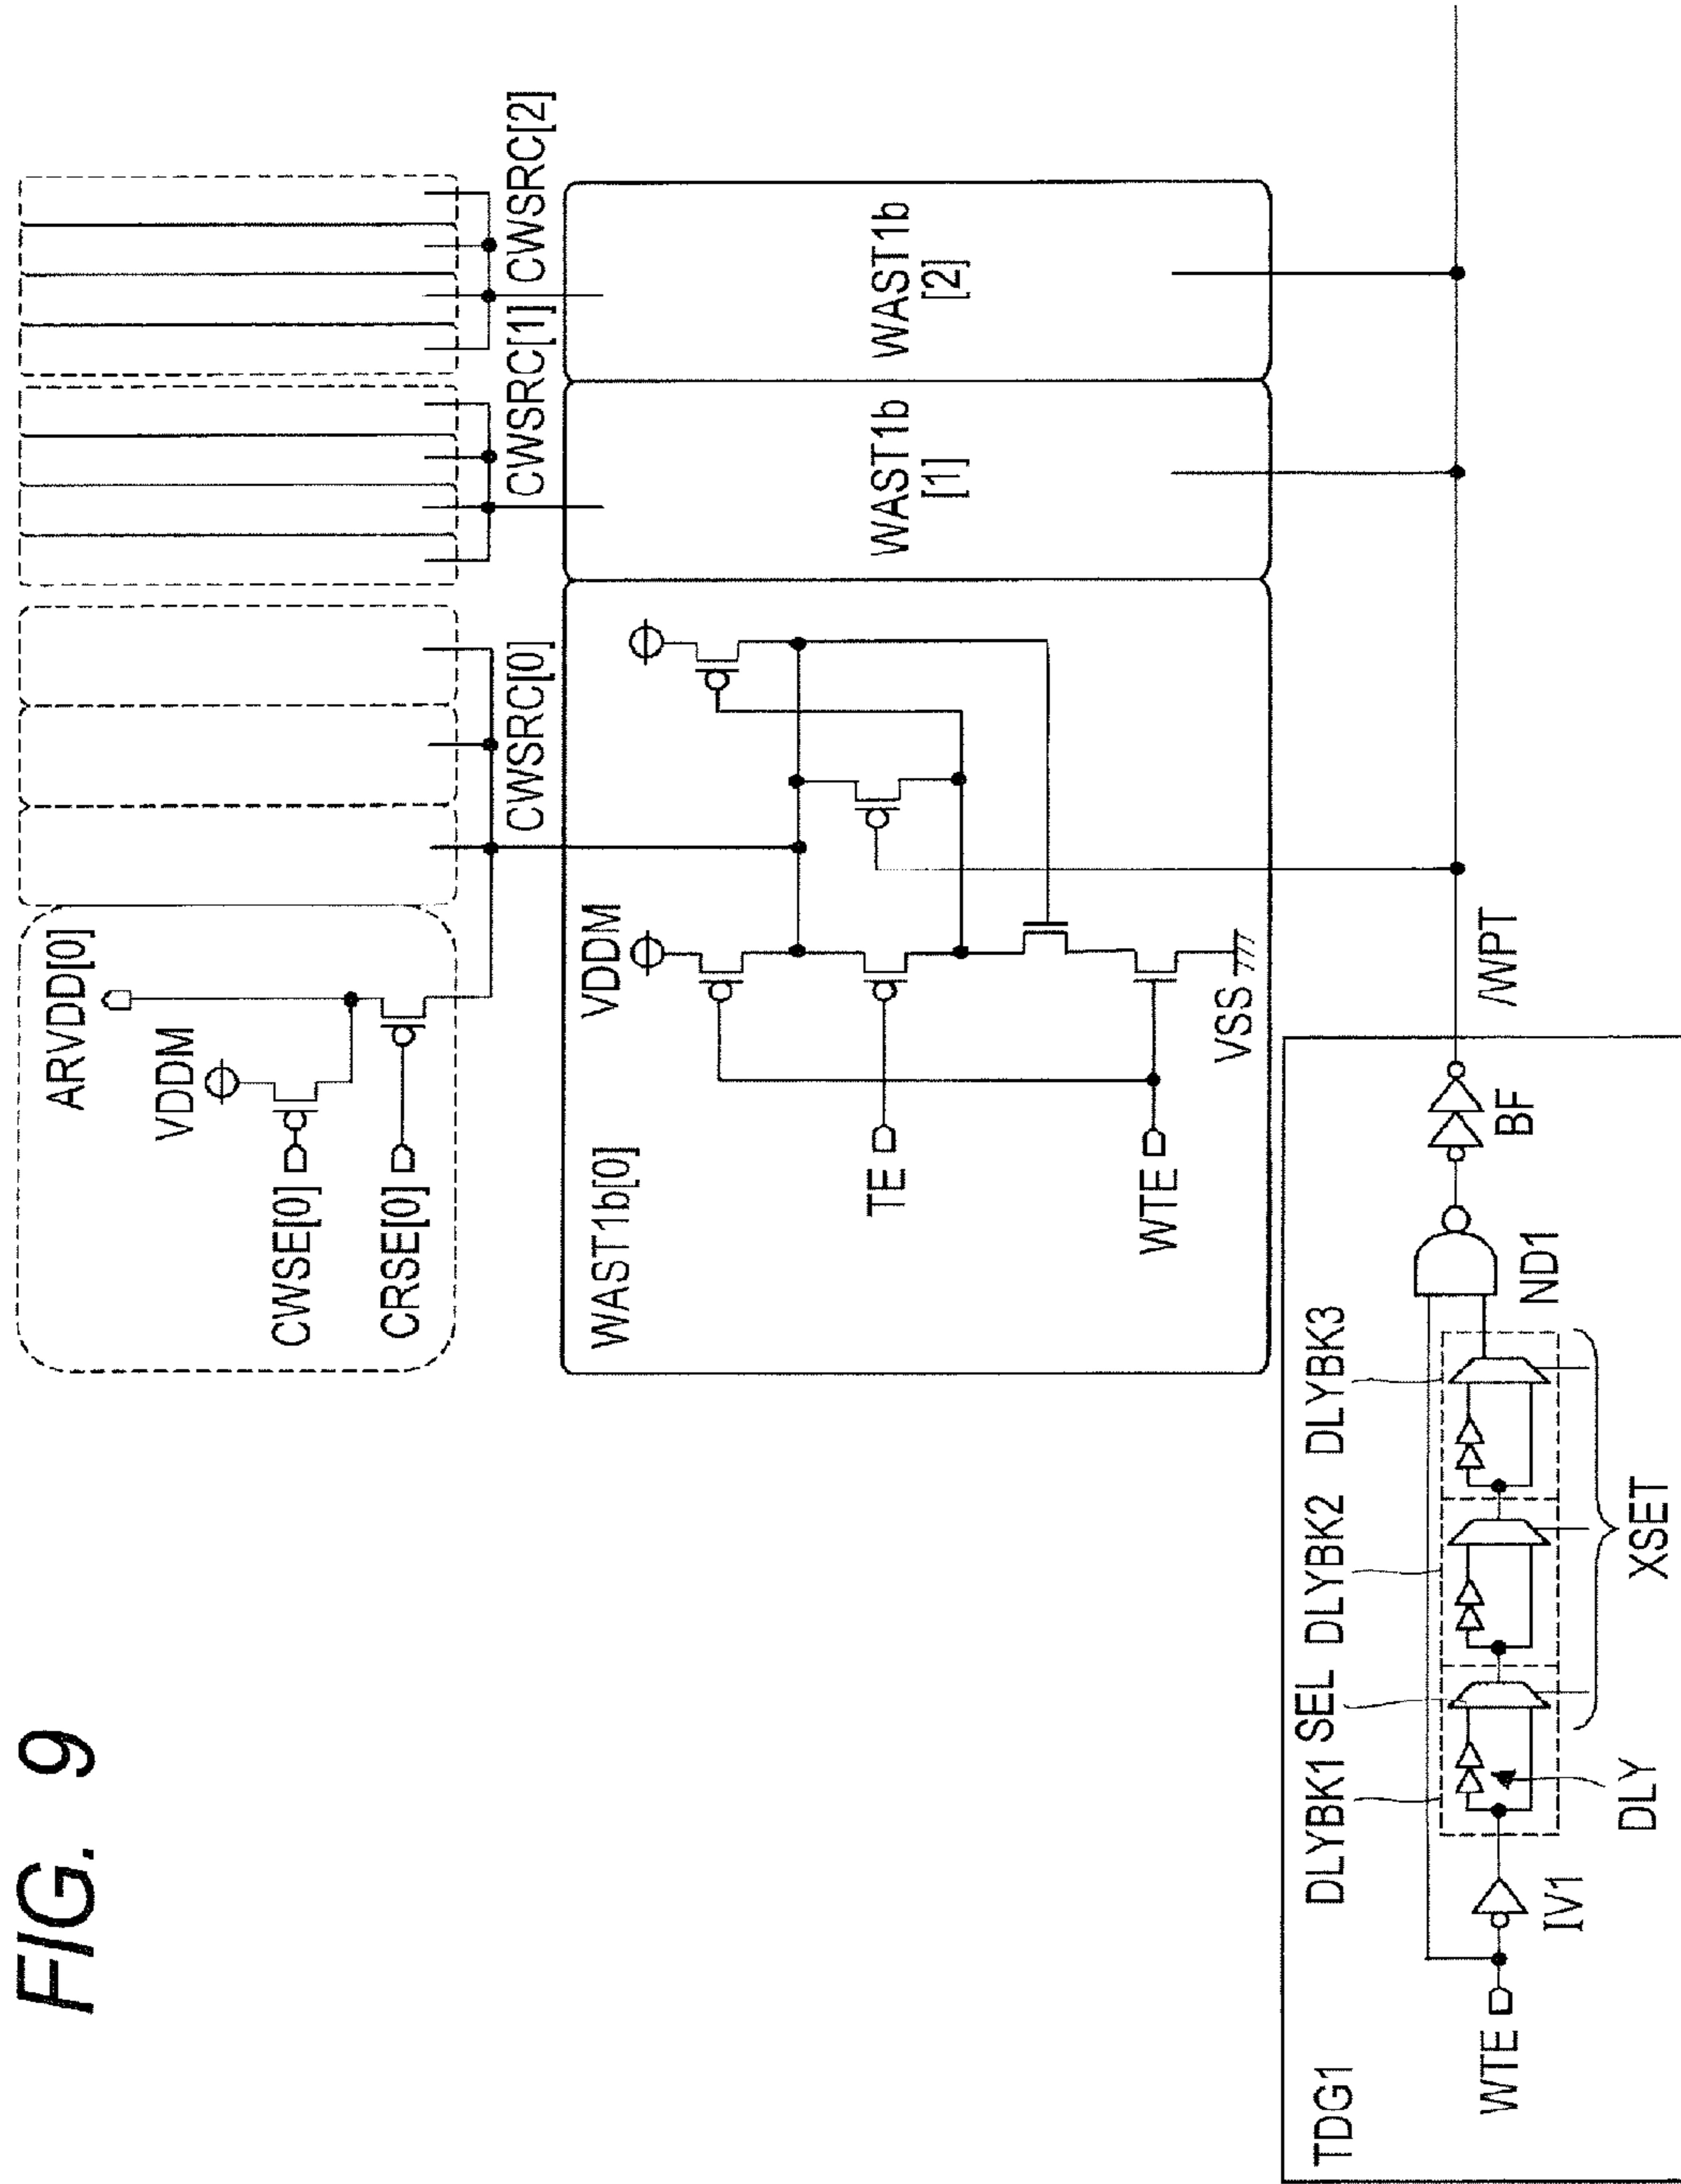 FIG. 9
ARVDD[0]
VDDM
CWSE[0]
CRSE[0]
CWSRC[0]
CWSRC[1]
CWSRC[2]
WAST1b[0]
VDDM
TE
WTE
VSS
WAST1b
[1]
WAST1b
[2]
TDG1
WTE
IV1
DLYBK1
SEL
DLYBK2
DLYBK3
DLY
XSET
ND1
BF
/WPT